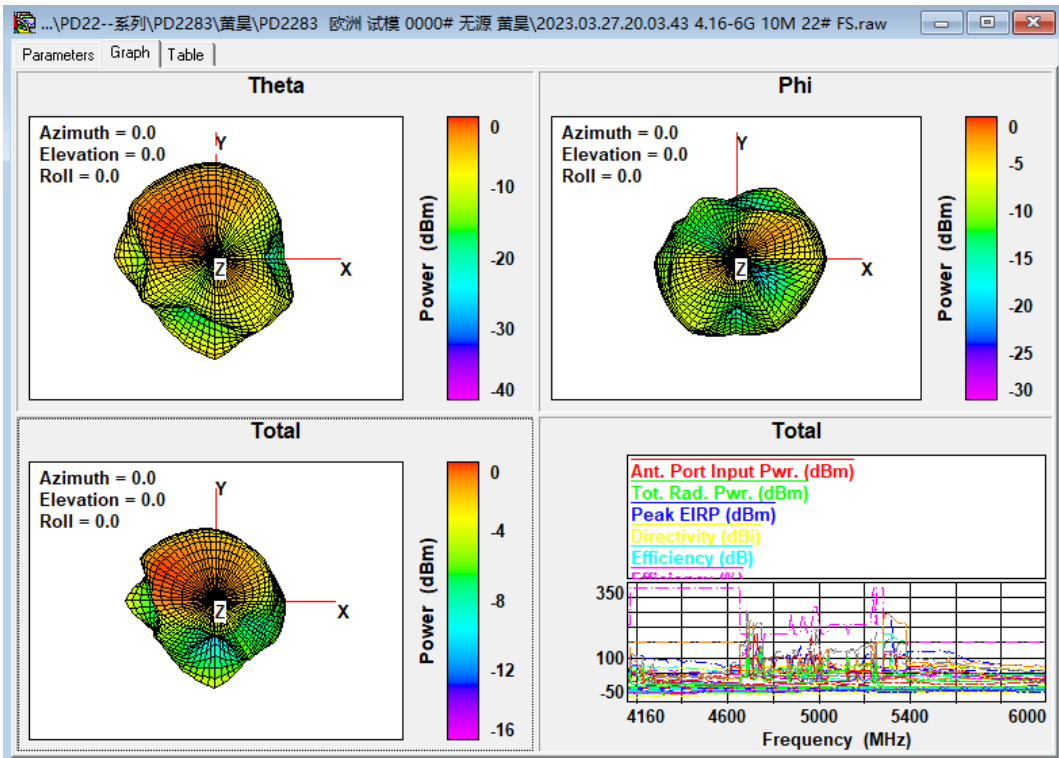 ...\PD22--系列\PD2283\黄昊\PD2283 欧洲 试模 0000# 无源 黄昊\2023.03.27.20.03.43 4.16-6G 10M 22# FS.raw
Parameters Graph Table
Theta
Azimuth = 0.0
Elevation = 0.0
Roll = 0.0
Y
X
Z
0
-10
-20
-30
-40
Power (dBm)
Phi
Azimuth = 0.0
Elevation = 0.0
Roll = 0.0
Y
X
Z
0
-5
-10
-15
-20
-25
-30
Power (dBm)
Total
Azimuth = 0.0
Elevation = 0.0
Roll = 0.0
Y
X
Z
0
-4
-8
-12
-16
Power (dBm)
Total
Ant. Port Input Pwr. (dBm)
Tot. Rad. Pwr. (dBm)
Peak EIRP (dBm)
Directivity (dBi)
Efficiency (dB)
Efficiency (%)
350
100
-50
4160 4600 5000 5400 6000
Frequency (MHz)